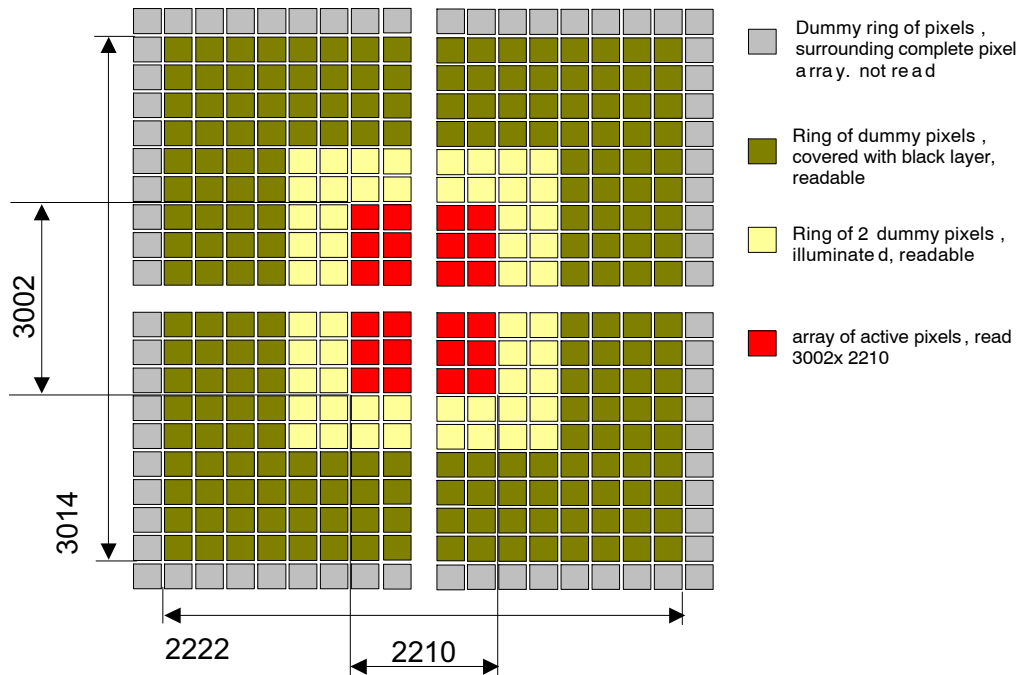 Dummy ring of pixels ,
surrounding complete pixel
array. not read
Ring of dummy pixels ,
covered with black layer,
readable
Ring of 2 dummy pixels ,
illuminated, readable
array of active pixels , read
3002x 2210
3002
3014
2222
2210